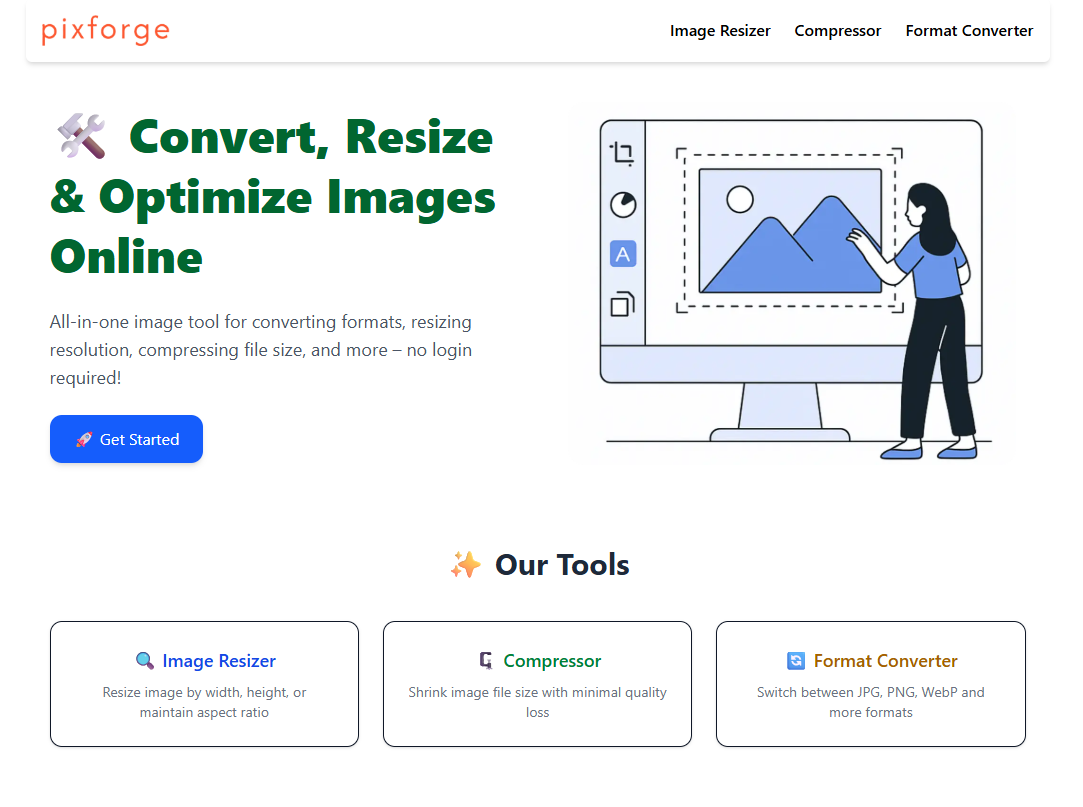 pixforge
Image Resizer
Compressor
Format Converter
🛠️ Convert, Resize
& Optimize Images
Online
All-in-one image tool for converting formats, resizing
resolution, compressing file size, and more – no login
required!
🚀 Get Started
A
✨ Our Tools
🔍 Image Resizer
Resize image by width, height, or
maintain aspect ratio
🗜️ Compressor
Shrink image file size with minimal quality
loss
🔄 Format Converter
Switch between JPG, PNG, WebP and
more formats